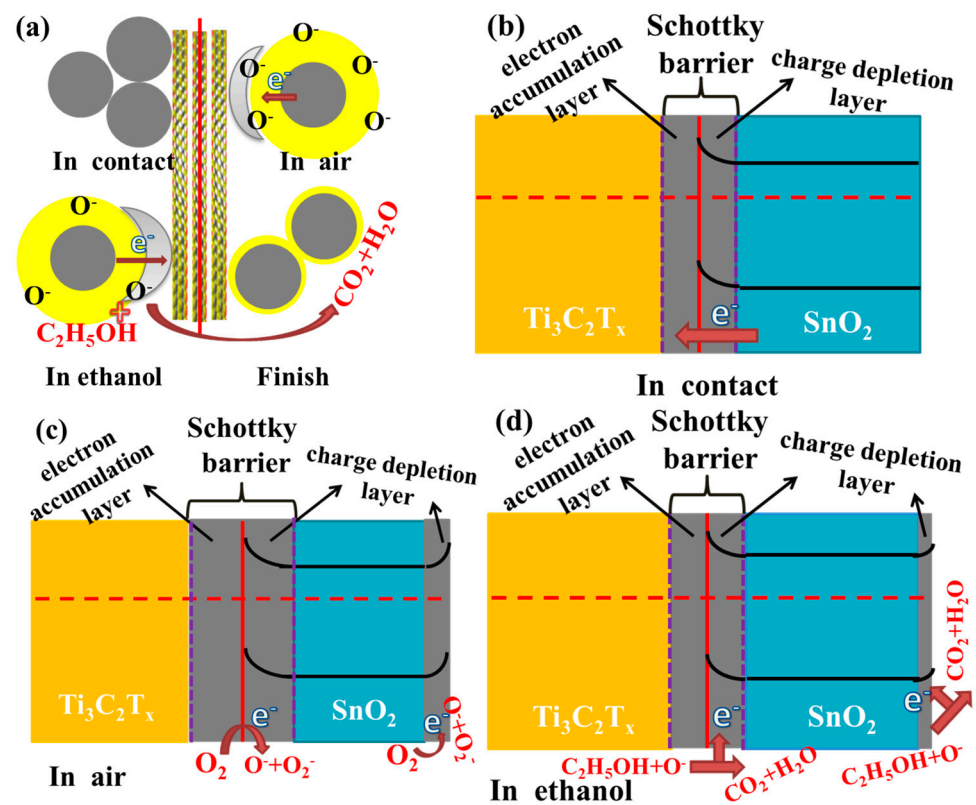 (a)
O⁻
O⁻
O⁻
O⁻
O⁻
e⁻
In contact
In air
O⁻
O⁻
O⁻
e⁻
+
C₂H₅OH
CO₂+H₂O
In ethanol
Finish
(b)
electron
accumulation
layer
Schottky
barrier
charge depletion
layer
Ti₃C₂Tₓ
e⁻
SnO₂
In contact
(c)
electron
accumulation
layer
Schottky
barrier
charge depletion
layer
Ti₃C₂Tₓ
e⁻
SnO₂
e⁻
O₂
O⁻+O₂⁻
O₂
O⁻+O₂⁻
In air
(d)
electron
accumulation
layer
Schottky
barrier
charge depletion
layer
Ti₃C₂Tₓ
e⁻
SnO₂
e⁻
CO₂+H₂O
C₂H₅OH+O⁻
CO₂+H₂O
C₂H₅OH+O⁻
In ethanol